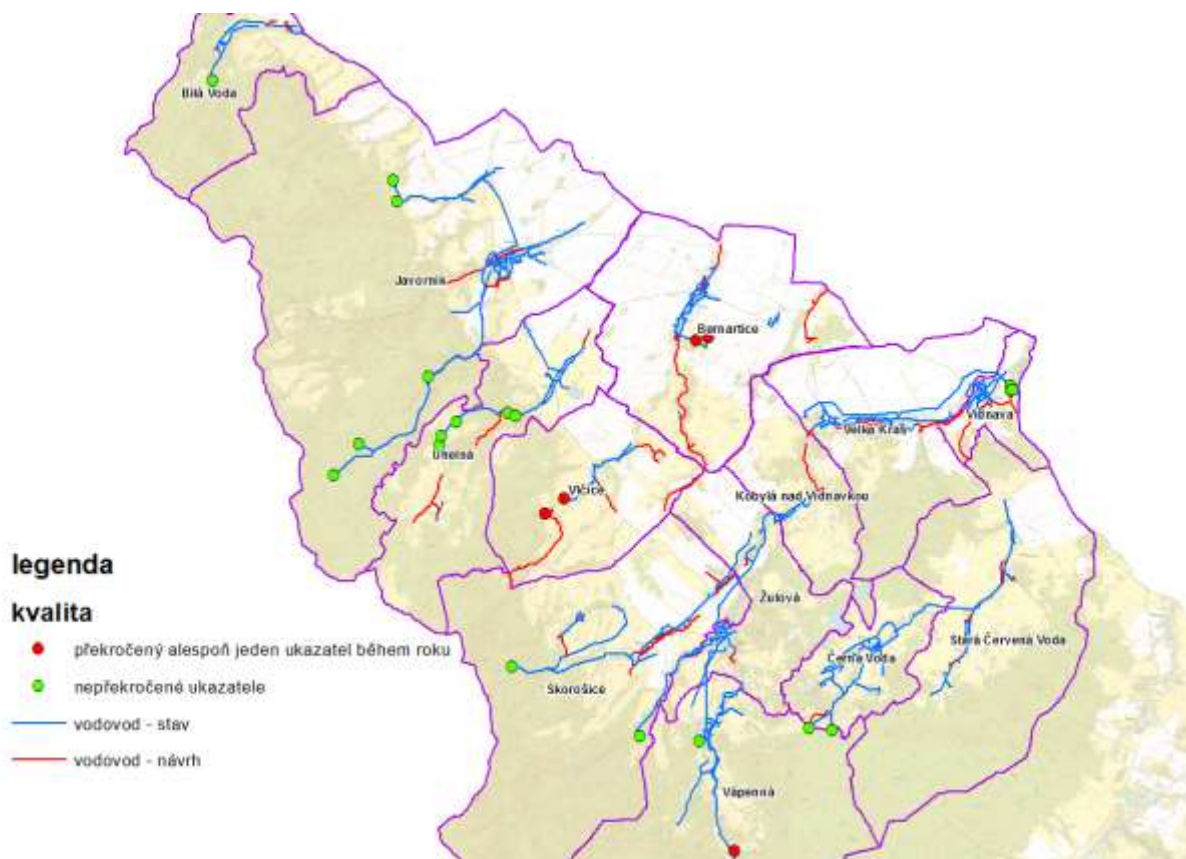 Bílá Voda
Javorník
Bernartice
Vidnava
Velká Kraš
Uhelná
Vlčice
Kobylá nad Vidnavkou
Žulová
Stará Červená Voda
Černá Voda
Skorošice
Vápenná
legenda
kvalita
překročený alespoň jeden ukazatel během roku
nepřekročené ukazatele
vodovod - stav
vodovod - návrh